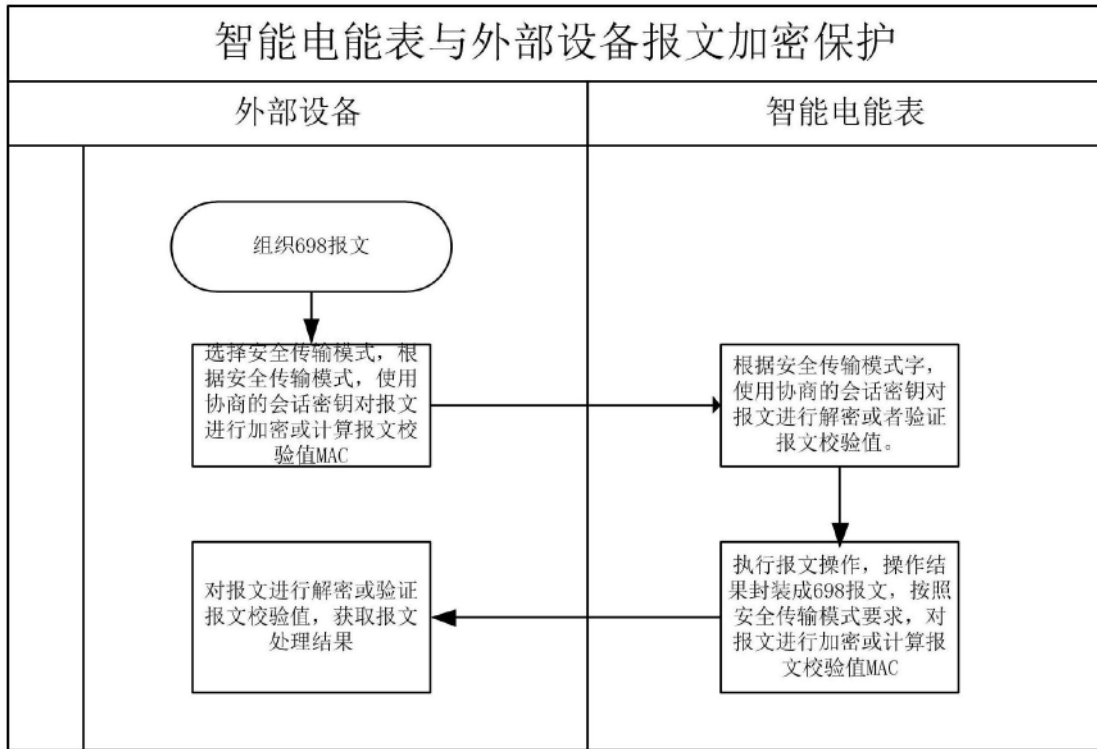 智能电能表与外部设备报文加密保护
外部设备
智能电能表
组织698报文
选择安全传输模式，根
据安全传输模式，使用
协商的会话密钥对报文
进行加密或计算报文校
验值MAC
根据安全传输模式字，
使用协商的会话密钥对
报文进行解密或者验证
报文校验值。
执行报文操作，操作结
果封装成698报文，按照
安全传输模式要求，对
报文进行加密或计算报
文校验值MAC
对报文进行解密或验证
报文校验值，获取报文
处理结果